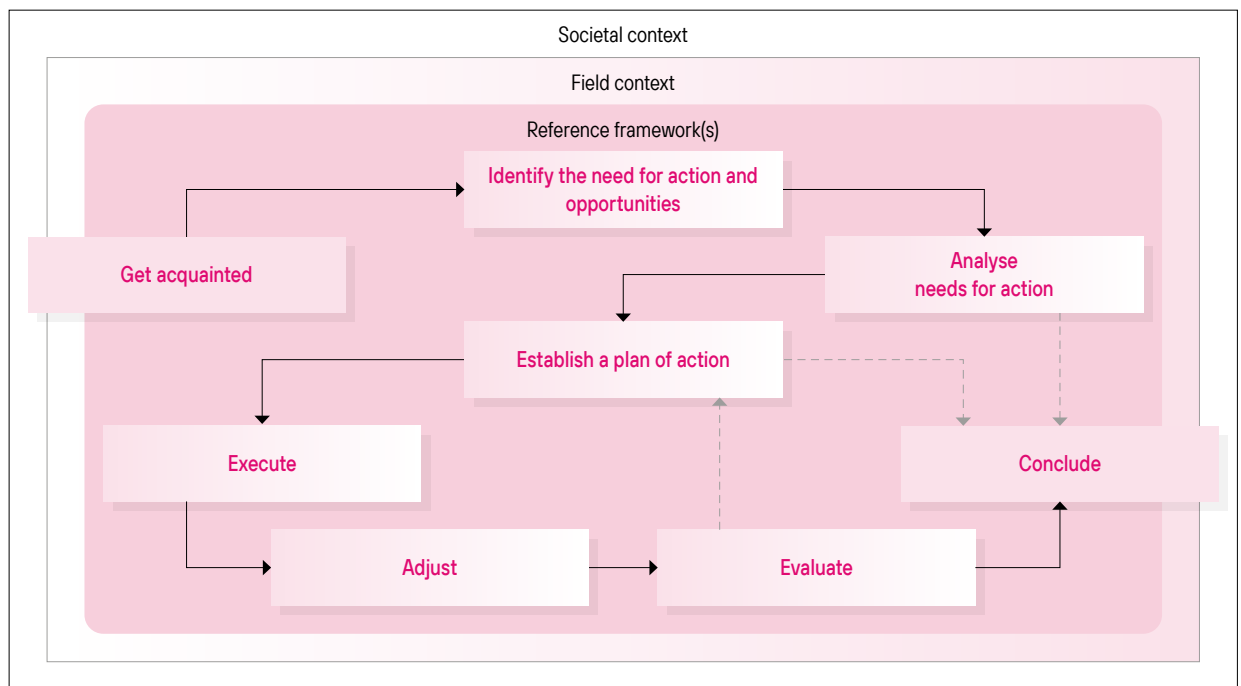 Societal context
Field context
Reference framework(s)
Identify the need for action and
opportunities
Get acquainted
Analyse
needs for action
Establish a plan of action
Execute
Conclude
Adjust
Evaluate